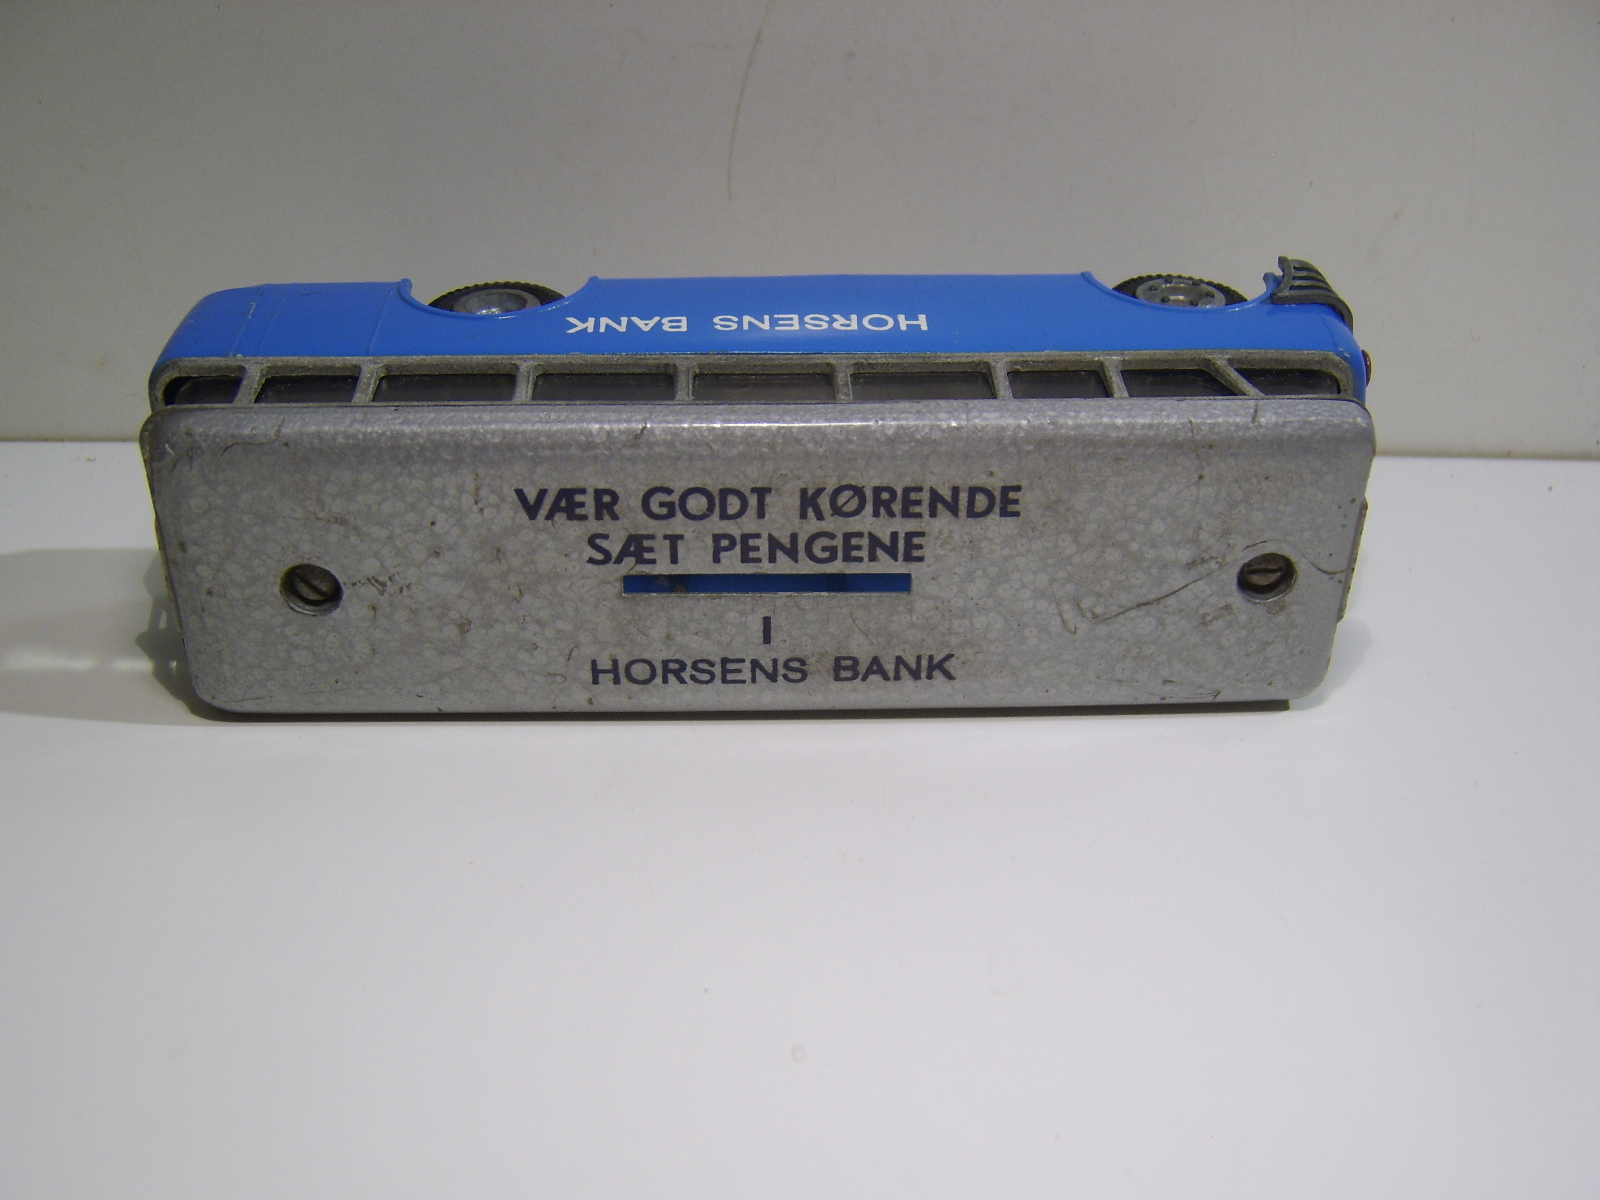 HORSENS BANK
VÆR GODT KØRENDE
SÆT PENGENE
I
HORSENS BANK